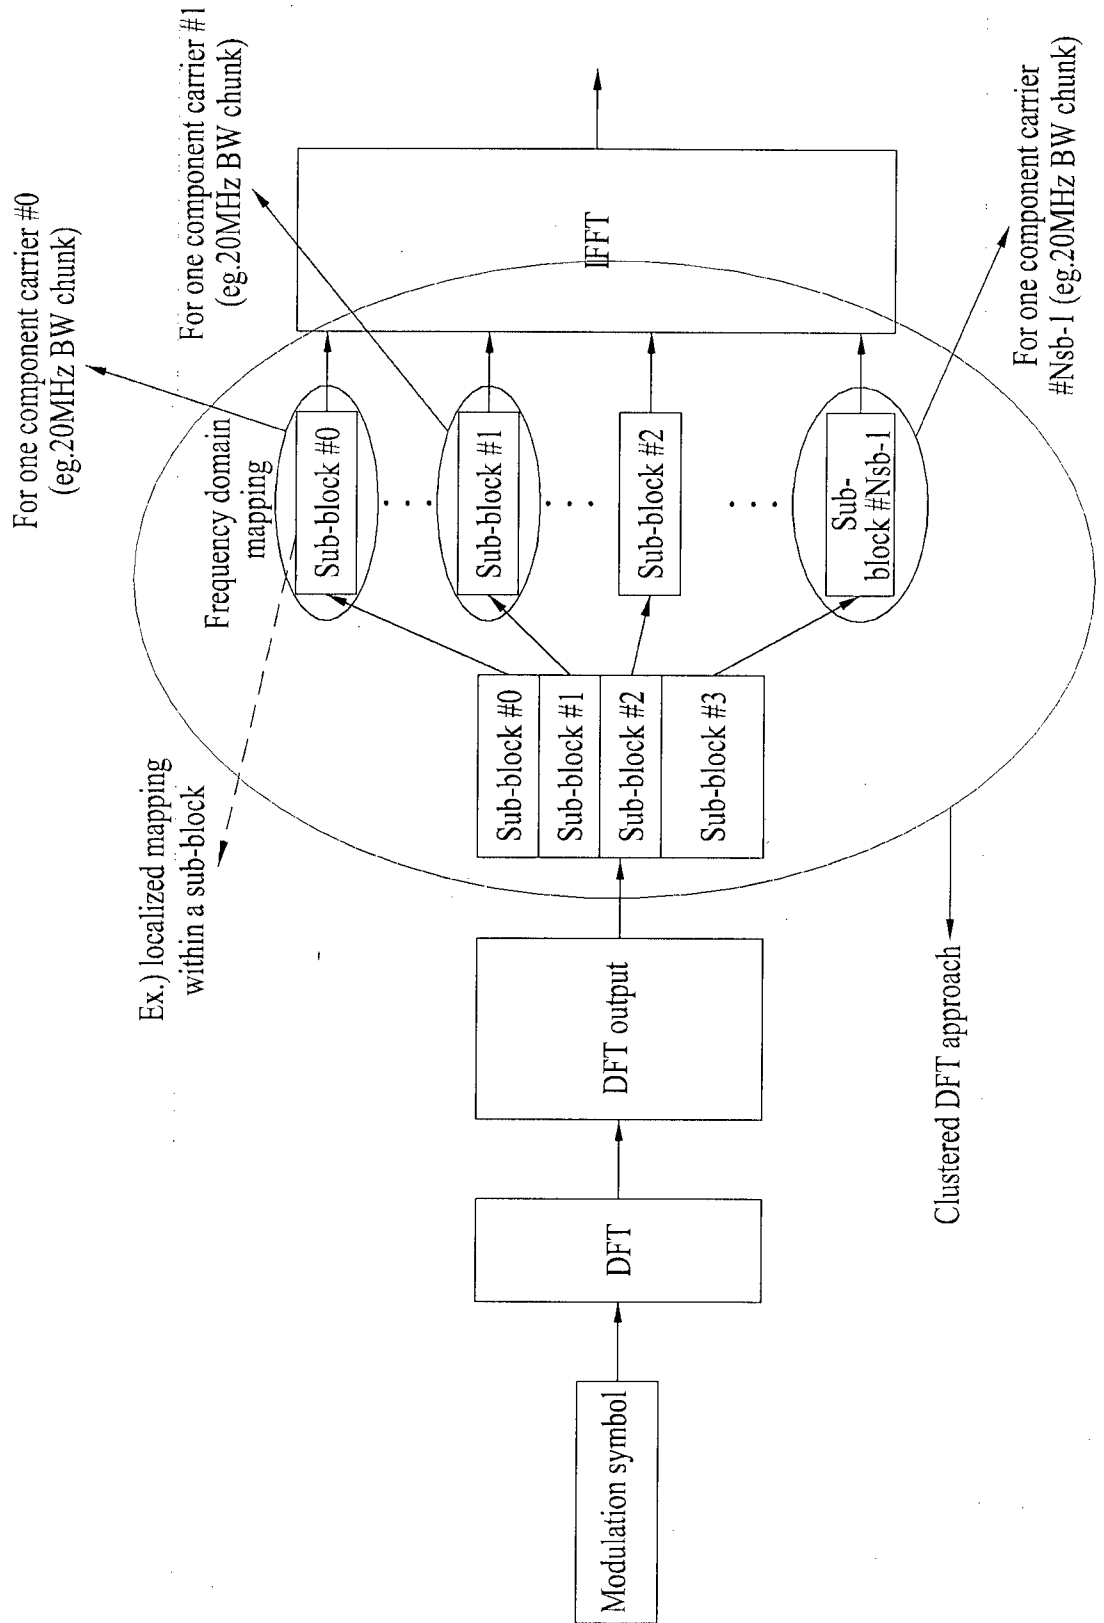 Modulation symbol
DFT
DFT output
Sub-block #0
Sub-block #1
Sub-block #2
Sub-block #3
Ex.) localized mapping
within a sub-block
Frequency domain
mapping
Sub-block #0
...
Sub-block #1
...
Sub-block #2
...
Sub-
block #Nsb-1
Clustered DFT approach
IFFT
For one component carrier #0
(eg.20MHz BW chunk)
For one component carrier #1
(eg.20MHz BW chunk)
For one component carrier
#Nsb-1 (eg.20MHz BW chunk)